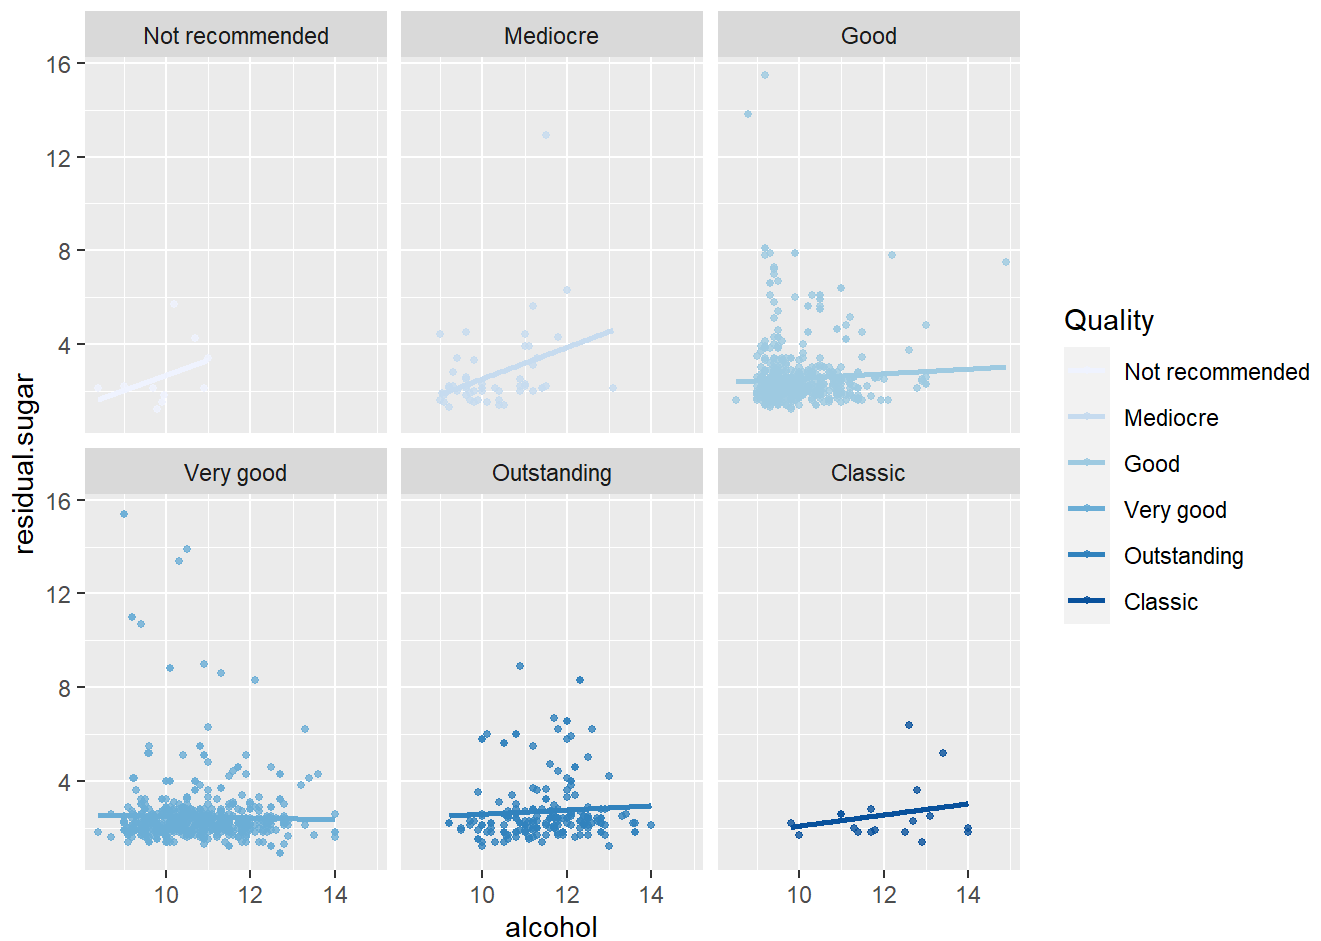 Not recommended
Mediocre
Good
16
12
8
4
Very good
Outstanding
Classic
16
12
8
4
10 12 14
10 12 14
10 12 14
alcohol
residual.sugar
Quality
Not recommended
Mediocre
Good
Very good
Outstanding
Classic